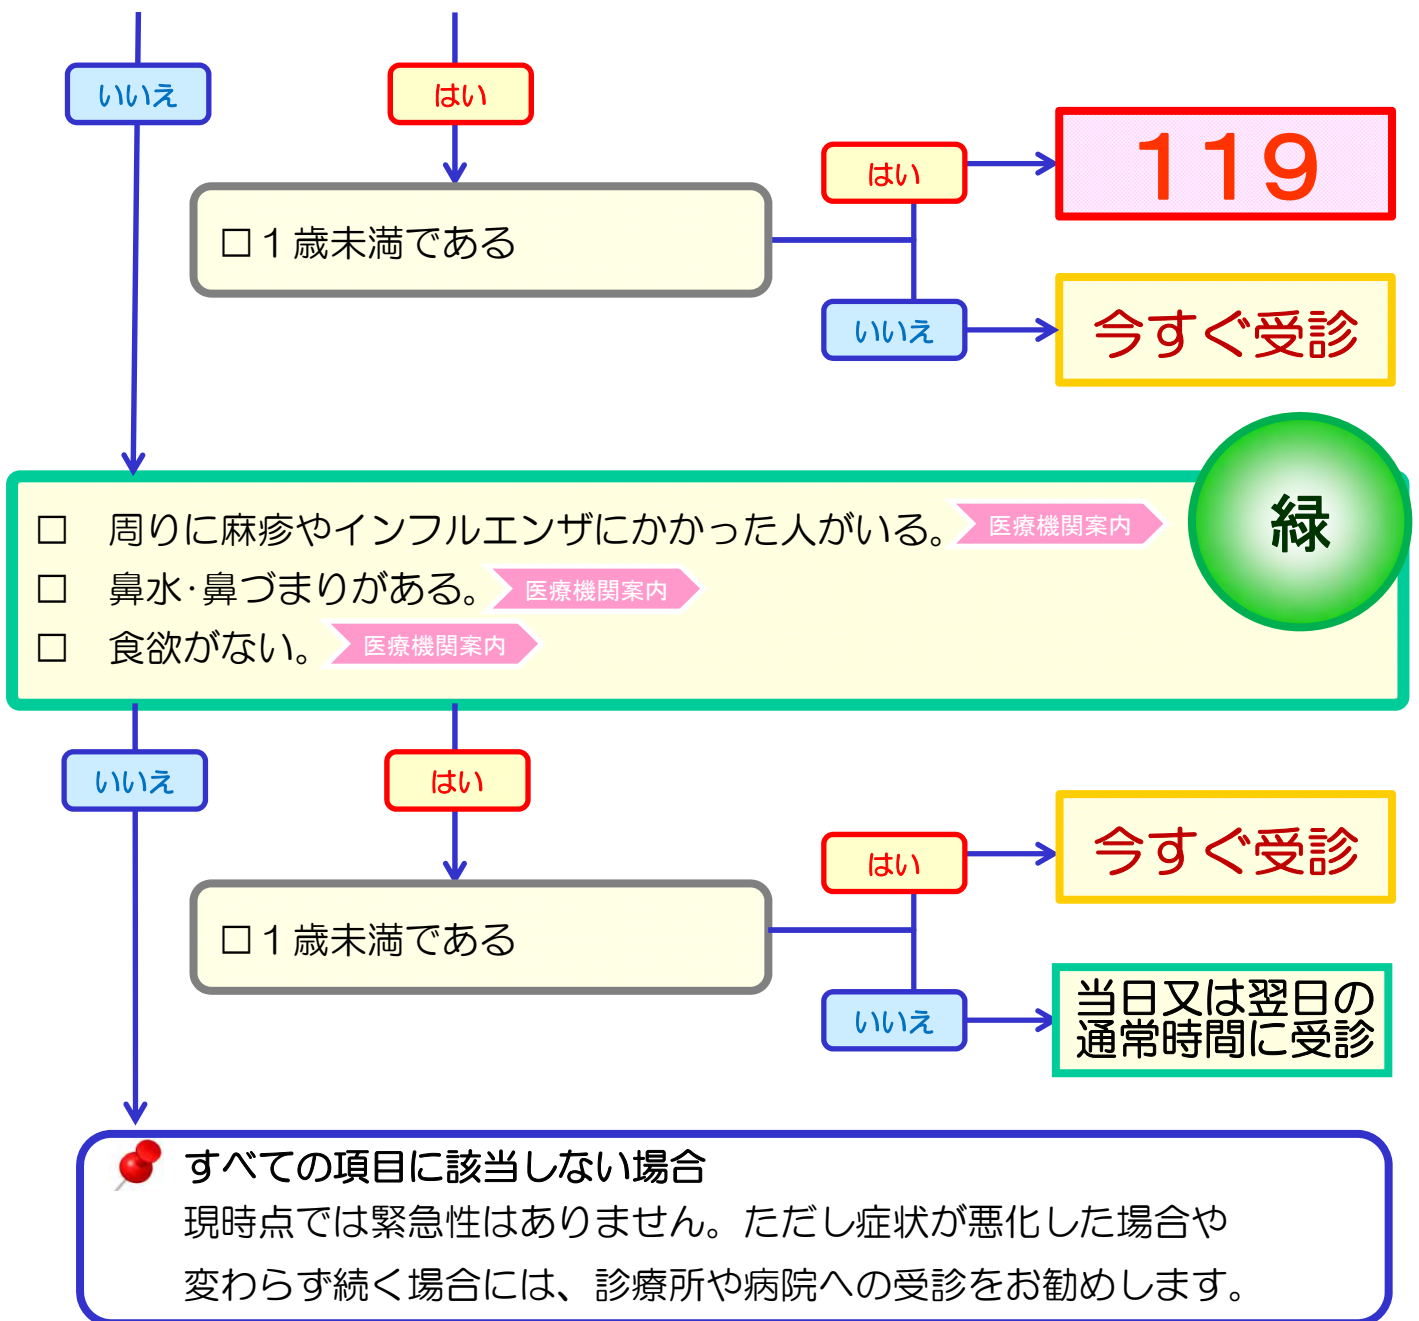 いいえ
はい
はい
119
□1歳未満である
いいえ
今すぐ受診
緑
□ 周りに麻疹やインフルエンザにかかった人がいる。 医療機関案内
□ 鼻水・鼻づまりがある。 医療機関案内
□ 食欲がない。 医療機関案内
いいえ
はい
はい
今すぐ受診
□1歳未満である
いいえ
当日又は翌日の
通常時間に受診
すべての項目に該当しない場合
現時点では緊急性はありません。ただし症状が悪化した場合や
変わらず続く場合には、診療所や病院への受診をお勧めします。